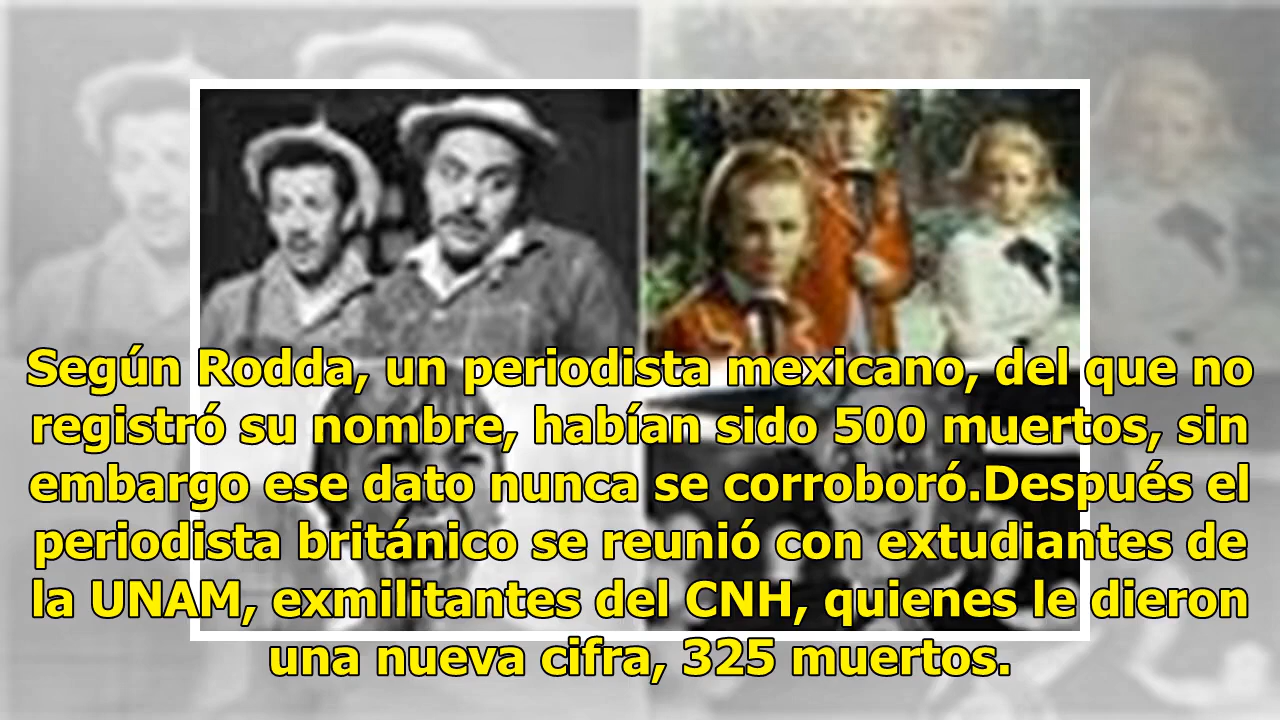 Según Rodda, un periodista mexicano, del que no
registró su nombre, habían sido 500 muertos, sin
embargo ese dato nunca se corroboró.Después el
periodista británico se reunió con extudiantes de
la UNAM, exmilitantes del CNH, quienes le dieron
una nueva cifra, 325 muertos.